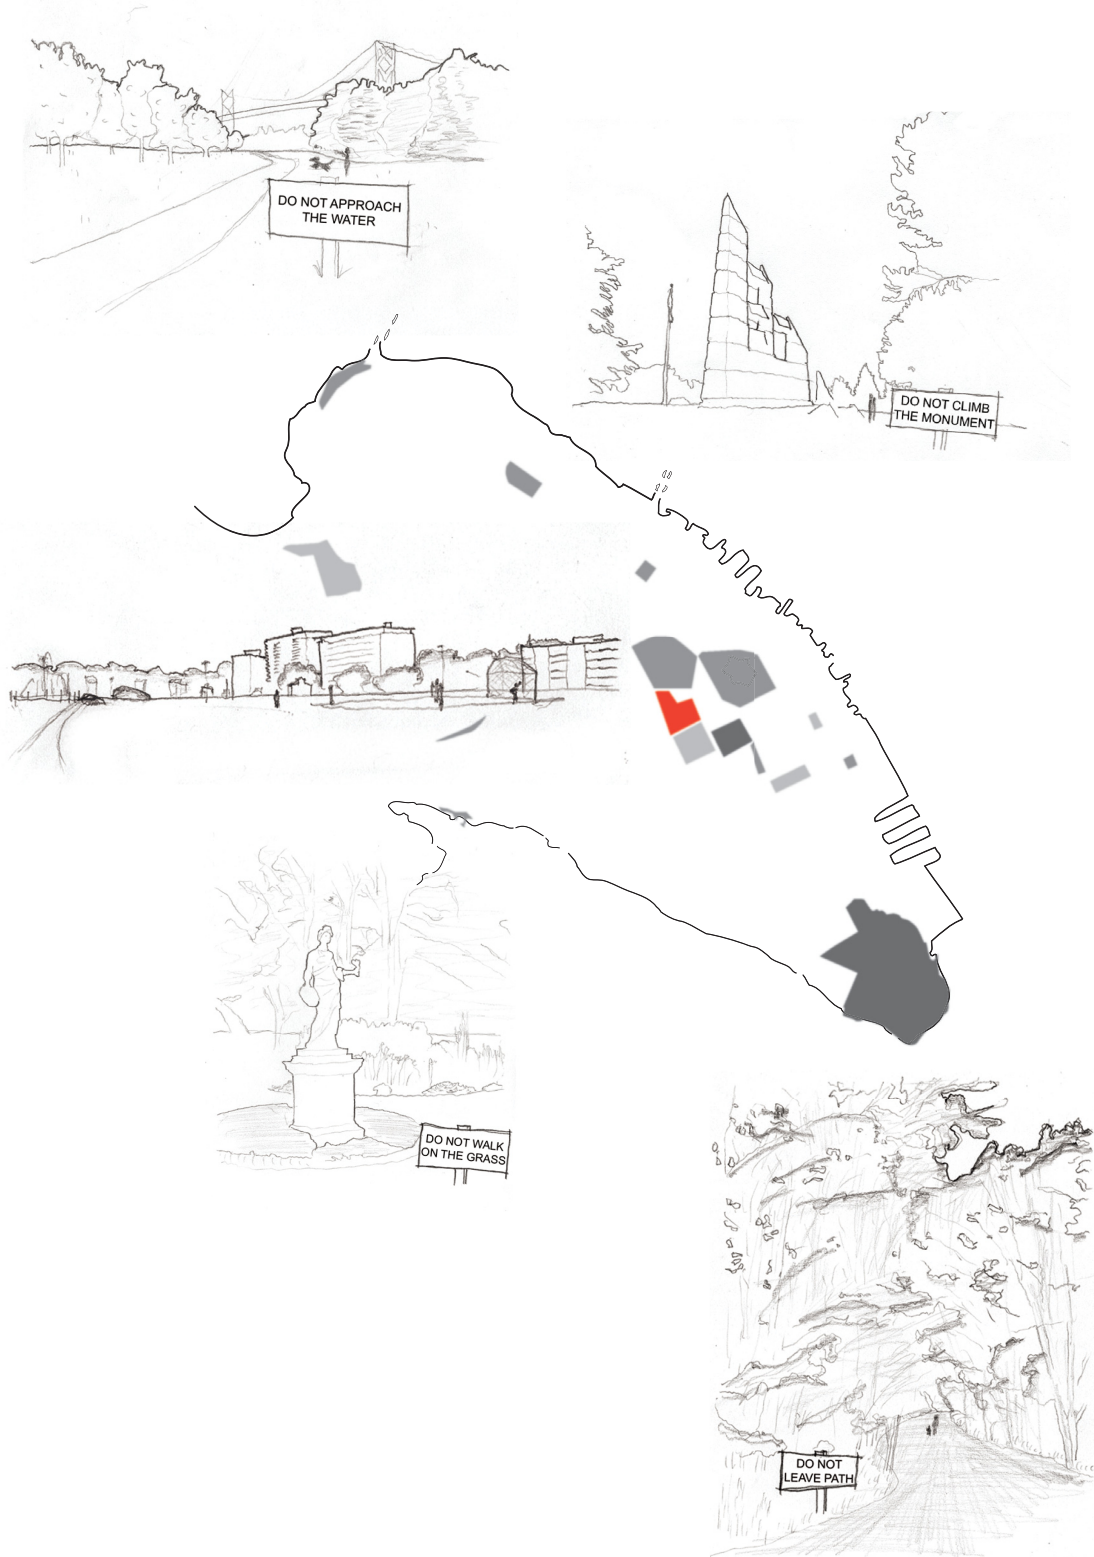 DO NOT APPROACH
THE WATER
DO NOT CLIMB
THE MONUMENT
DO NOT WALK
ON THE GRASS
DO NOT
LEAVE PATH